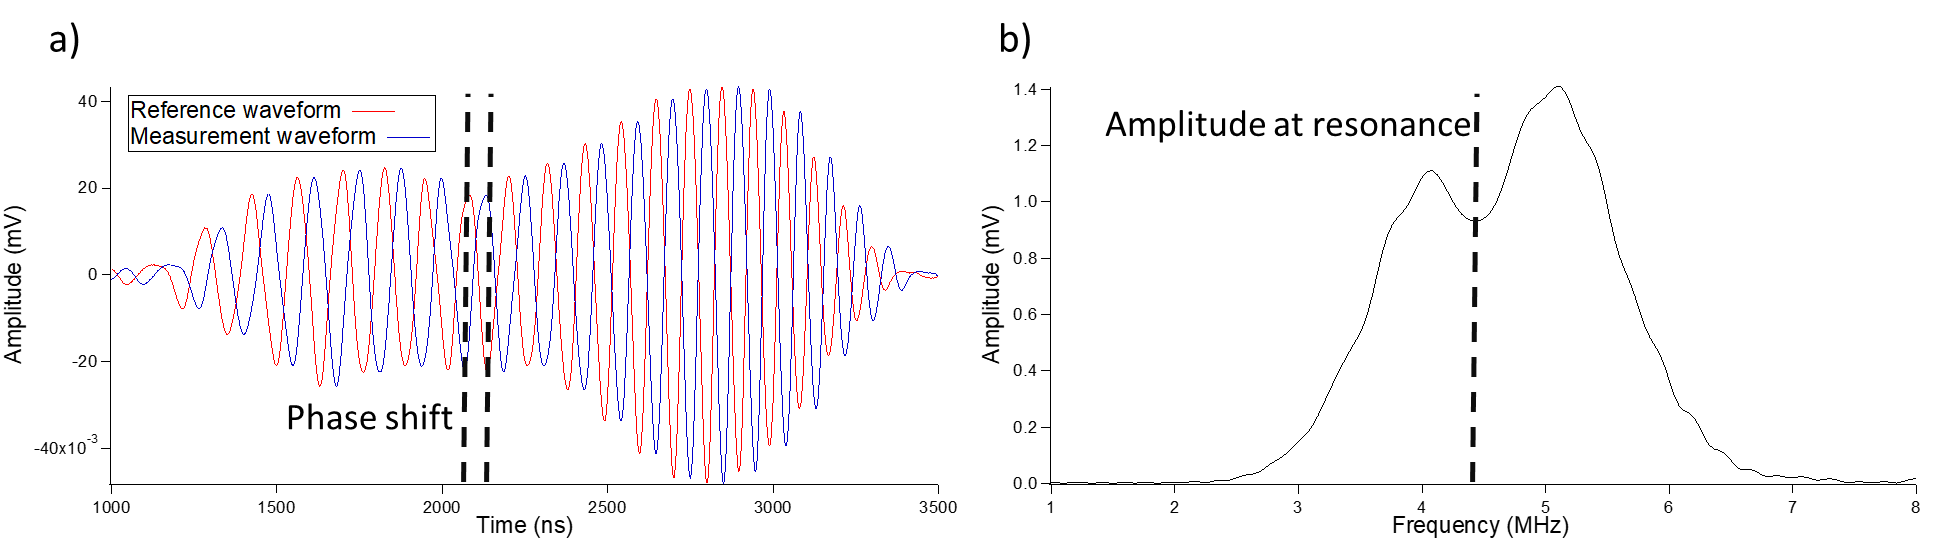 a)
Reference waveform
Measurement waveform
Amplitude (mV)
40
20
0
-20
-40x10-3
Phase shift
1000 1500 2000 2500 3000 3500
Time (ns)
b)
Amplitude at resonance
Amplitude (mV)
1.4
1.2
1.0
0.8
0.6
0.4
0.2
0.0
1 2 3 4 5 6 7 8
Frequency (MHz)